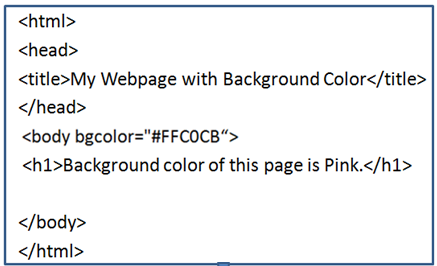 <html>
<head>
<title>My Webpage with Background Color</title>
</head>
<body bgcolor="#FFC0CB“>
<h1>Background color of this page is Pink.</h1>
</body>
</html>